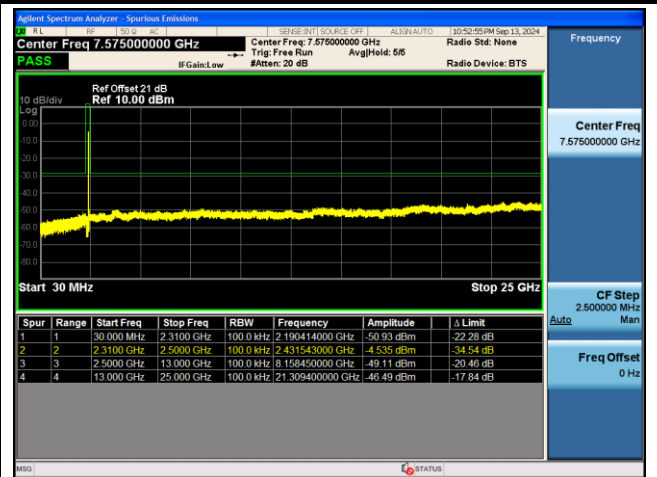 Agilent Spectrum Analyzer - Spurious Emissions
RL RF 50 Ω AC SENSE:INT SOURCE OFF ALIGN AUTO 10:52:55 PM Sep 13, 2024
Center Freq 7.575000000 GHz Center Freq: 7.575000000 GHz Radio Std: None
PASS Trig: Free Run Avg|Hold: 5/5
IFGain:Low #Atten: 20 dB Radio Device: BTS
Ref Offset 21 dB
10 dB/div Ref 10.00 dBm
Log
0.00
-10.0
-20.0
-30.0
-40.0
-50.0
-60.0
-70.0
-80.0
Start 30 MHz Stop 25 GHz
Spur Range Start Freq Stop Freq RBW Frequency Amplitude Δ Limit
1 1 30.000 MHz 2.3100 GHz 100.0 kHz 2.190414000 GHz -50.93 dBm -22.28 dB
2 2 2.3100 GHz 2.5000 GHz 100.0 kHz 2.431543000 GHz -4.535 dBm -34.54 dB
3 3 2.5000 GHz 13.000 GHz 100.0 kHz 8.158450000 GHz -49.11 dBm -20.46 dB
4 4 13.000 GHz 25.000 GHz 100.0 kHz 21.309400000 GHz -46.49 dBm -17.84 dB
MSG STATUS
Frequency
Center Freq
7.575000000 GHz
CF Step
2.500000 MHz
Auto Man
Freq Offset
0 Hz